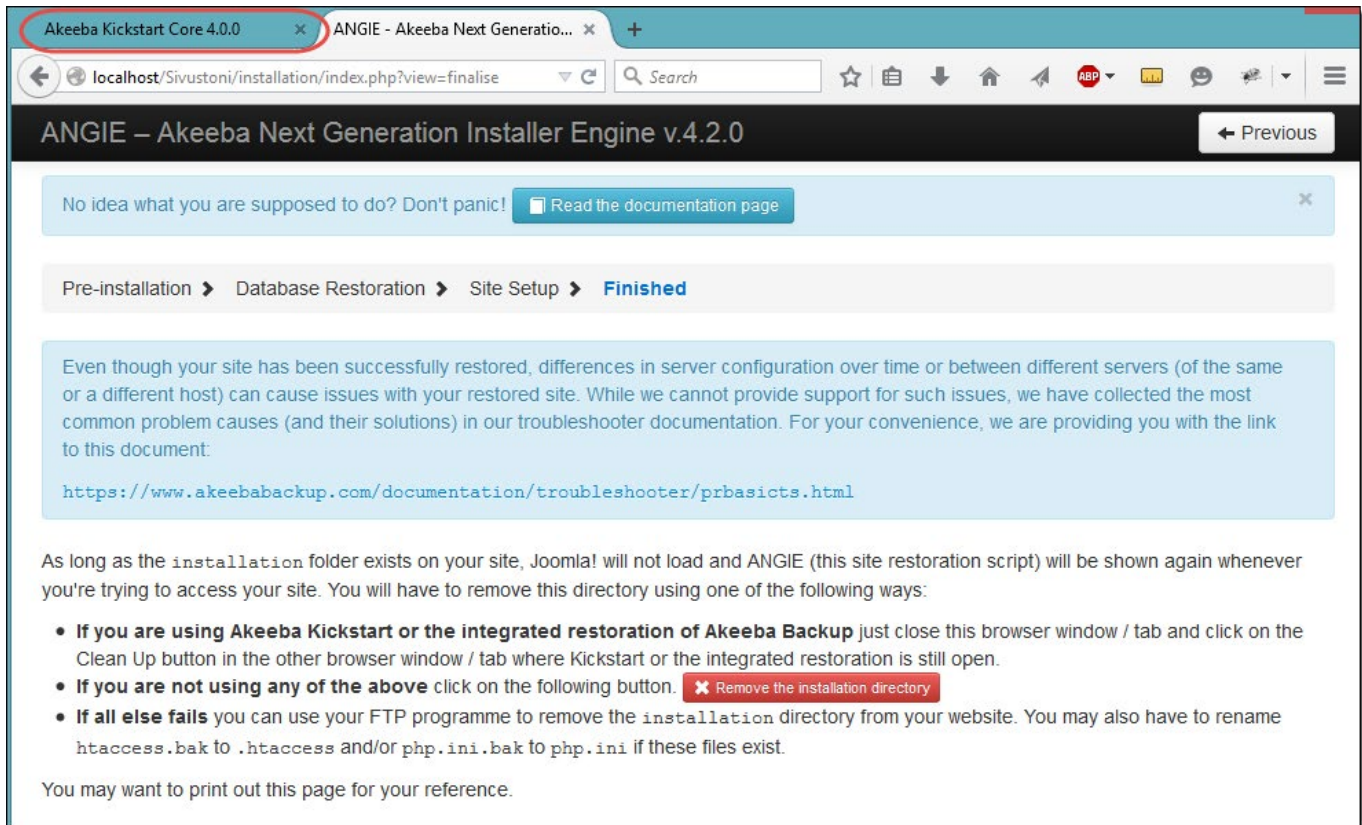 Akeeba Kickstart Core 4.0.0
ANGIE - Akeeba Next Generatio...
localhost/Sivustoni/installation/index.php?view=finalise
Search
ABP
ANGIE – Akeeba Next Generation Installer Engine v.4.2.0
Previous
No idea what you are supposed to do? Don't panic! Read the documentation page
Pre-installation Database Restoration Site Setup Finished
Even though your site has been successfully restored, differences in server configuration over time or between different servers (of the same
or a different host) can cause issues with your restored site. While we cannot provide support for such issues, we have collected the most
common problem causes (and their solutions) in our troubleshooter documentation. For your convenience, we are providing you with the link
to this document:
https://www.akeebabackup.com/documentation/troubleshooter/prbasicts.html
As long as the installation folder exists on your site, Joomla! will not load and ANGIE (this site restoration script) will be shown again whenever
you're trying to access your site. You will have to remove this directory using one of the following ways:
• If you are using Akeeba Kickstart or the integrated restoration of Akeeba Backup just close this browser window / tab and click on the
Clean Up button in the other browser window / tab where Kickstart or the integrated restoration is still open.
• If you are not using any of the above click on the following button. Remove the installation directory
• If all else fails you can use your FTP programme to remove the installation directory from your website. You may also have to rename
htaccess.bak to .htaccess and/or php.ini.bak to php.ini if these files exist.
You may want to print out this page for your reference.